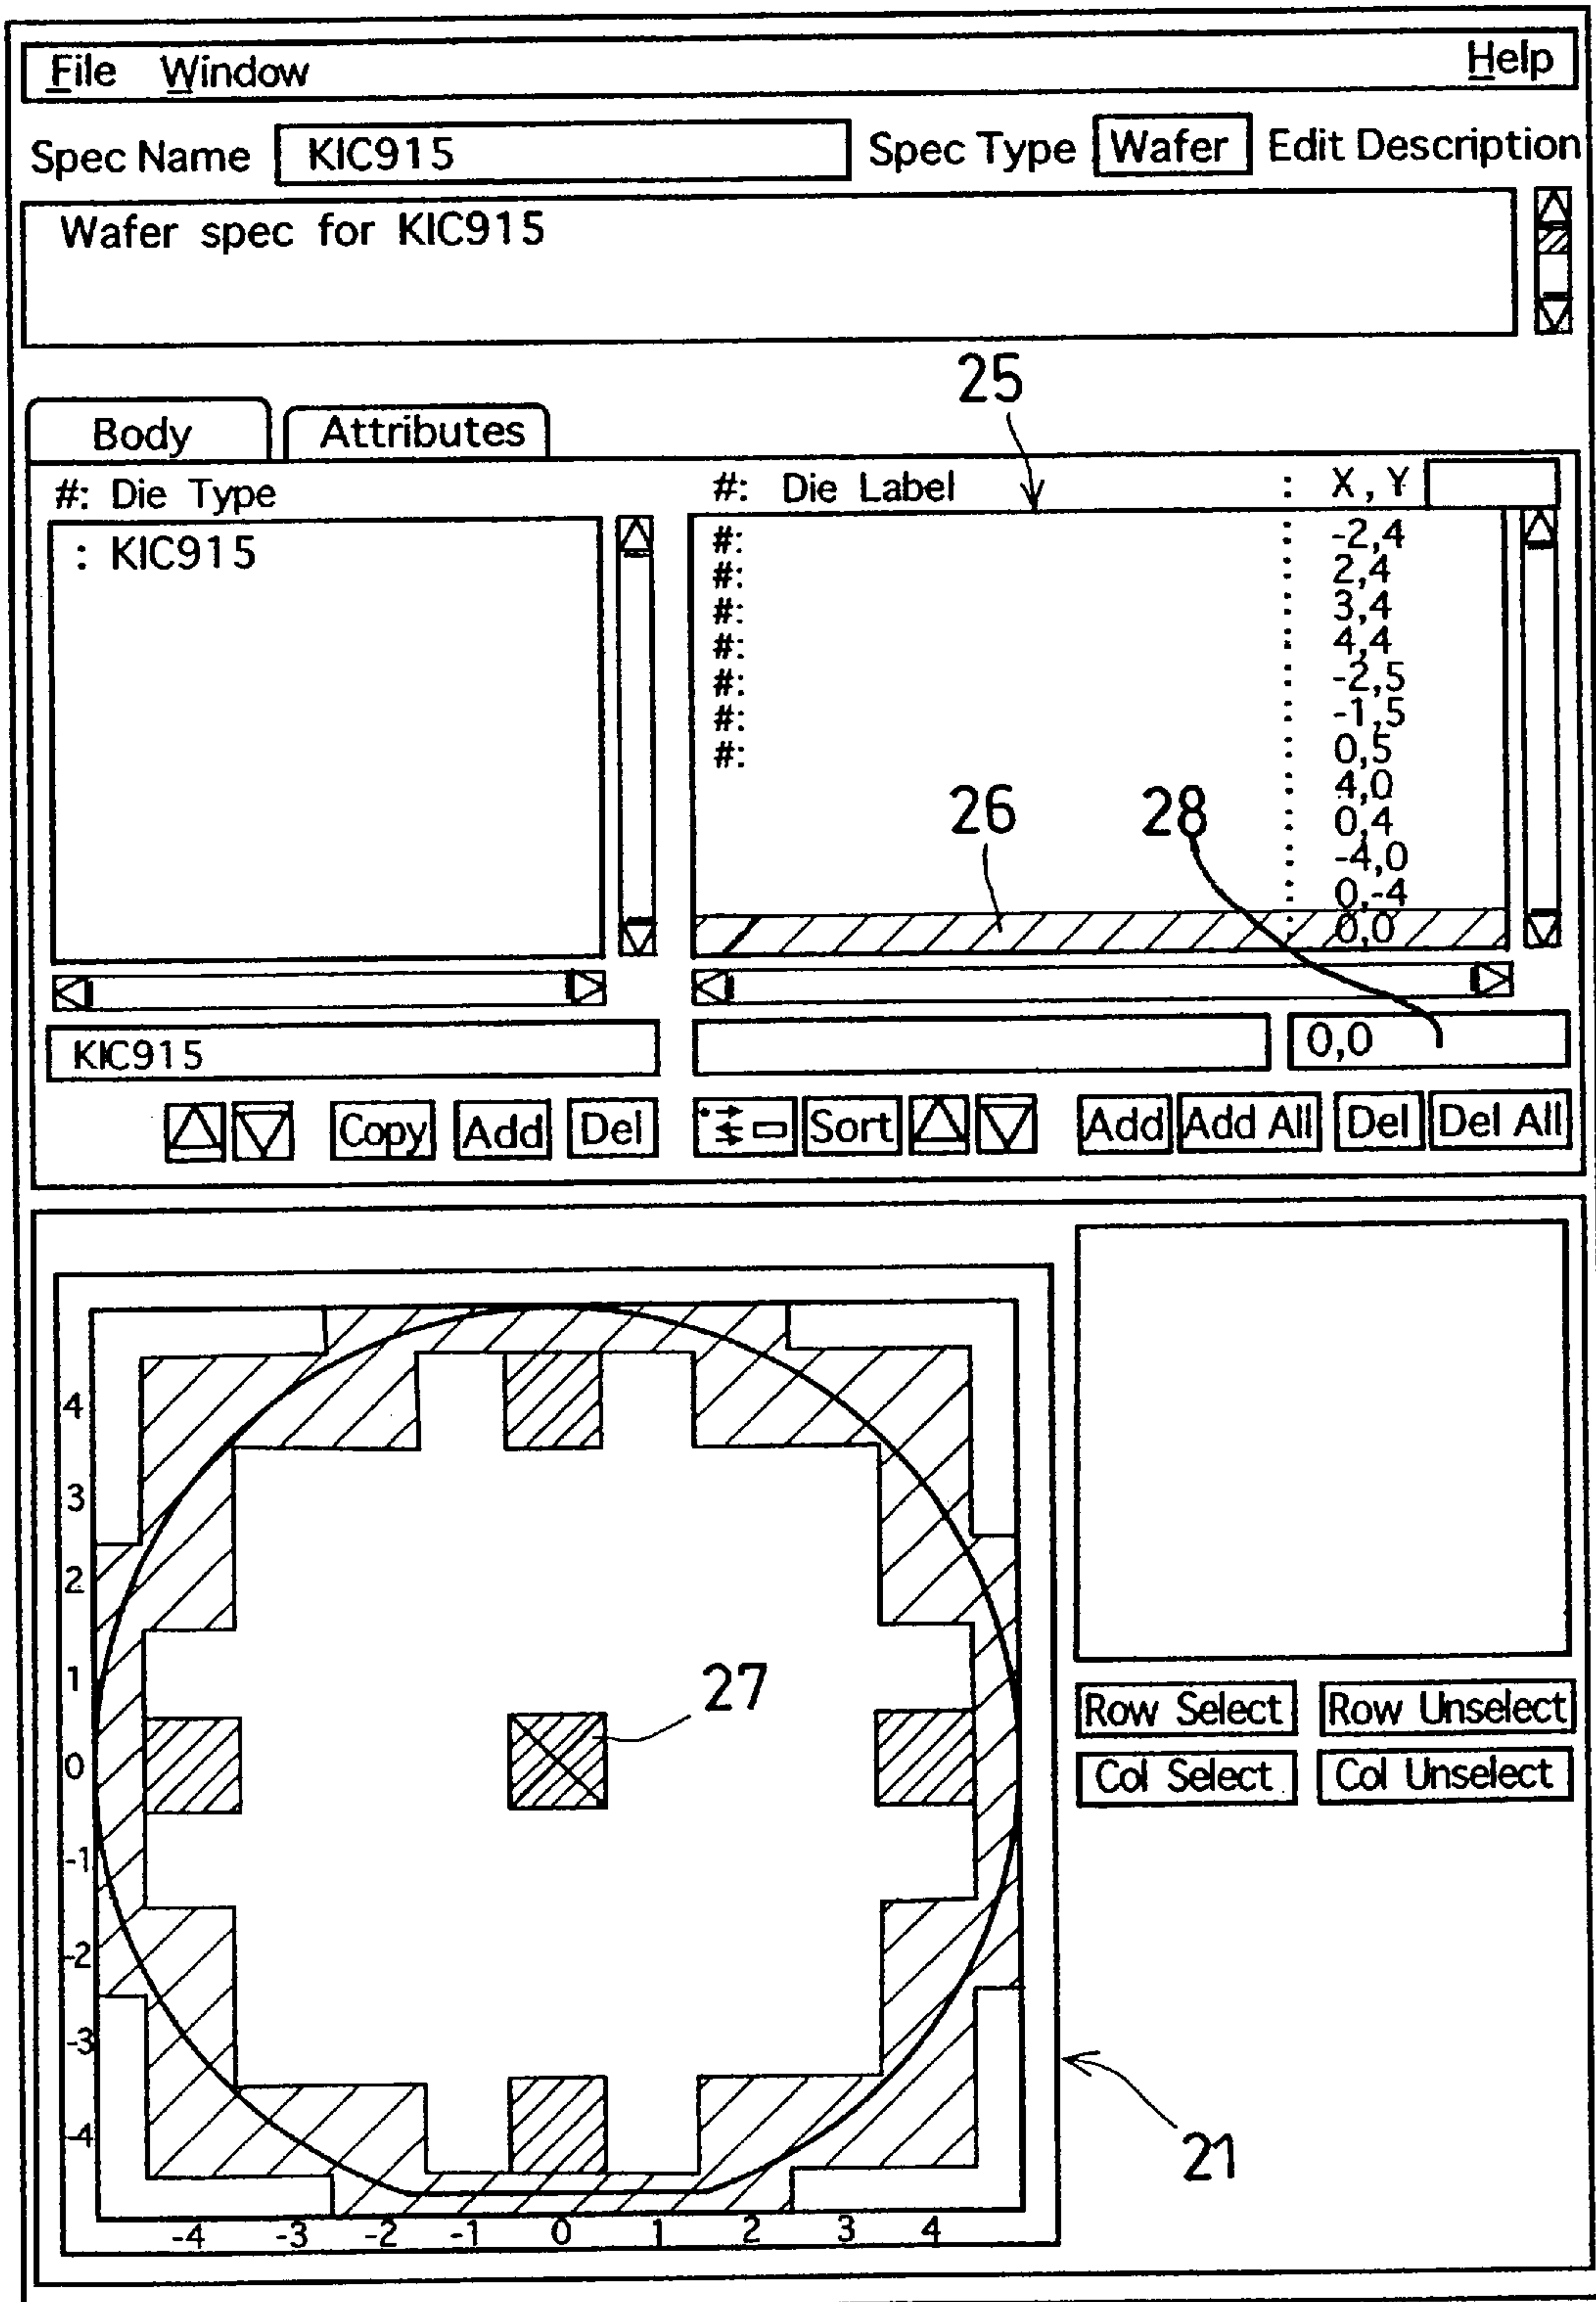 File Window Help
Spec Name KIC915 Spec Type Wafer Edit Description
Wafer spec for KIC915
25
Body Attributes
#: Die Type #: Die Label : X,Y
: KIC915
#: : -2,4
#: : 2,4
#: : 3,4
#: : 4,4
#: : -2,5
#: : -1,5
#: : 0,5
: 4,0
26 28
: 0,4
: -4,0
: 0,-4
: 0,0
KIC915 0,0
Copy Add Del Sort Add Add All Del Del All
4
3
2
1
27
Row Select Row Unselect
0
Col Select Col Unselect
-1
-2
-3
-4
21
-4 -3 -2 -1 0 1 2 3 4